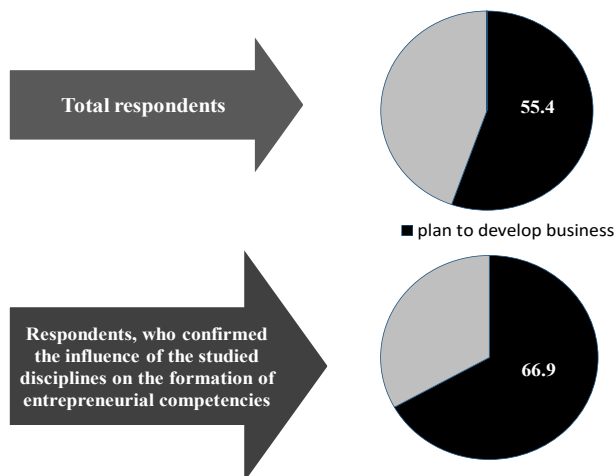 Total respondents
55.4
plan to develop business
Respondents, who confirmed
the influence of the studied
disciplines on the formation of
entrepreneurial competencies
66.9